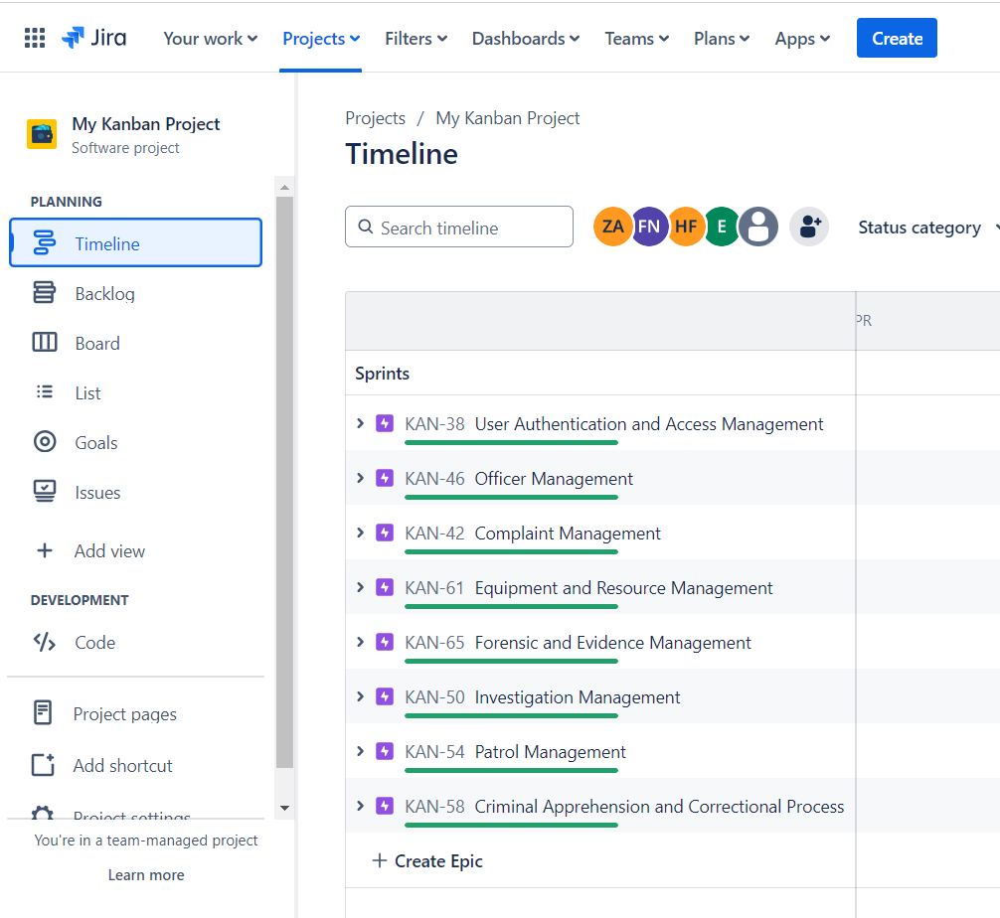 Jira Your work Projects Filters Dashboards Teams Plans Apps Create
My Kanban Project
Software project
PLANNING
Timeline
Backlog
Board
List
Goals
Issues
Add view
DEVELOPMENT
Code
Project pages
Add shortcut
Project settings
You're in a team-managed project
Learn more
Projects / My Kanban Project
Timeline
Search timeline ZA FN HF E Status category
PR
Sprints
KAN-38 User Authentication and Access Management
KAN-46 Officer Management
KAN-42 Complaint Management
KAN-61 Equipment and Resource Management
KAN-65 Forensic and Evidence Management
KAN-50 Investigation Management
KAN-54 Patrol Management
KAN-58 Criminal Apprehension and Correctional Process
Create Epic